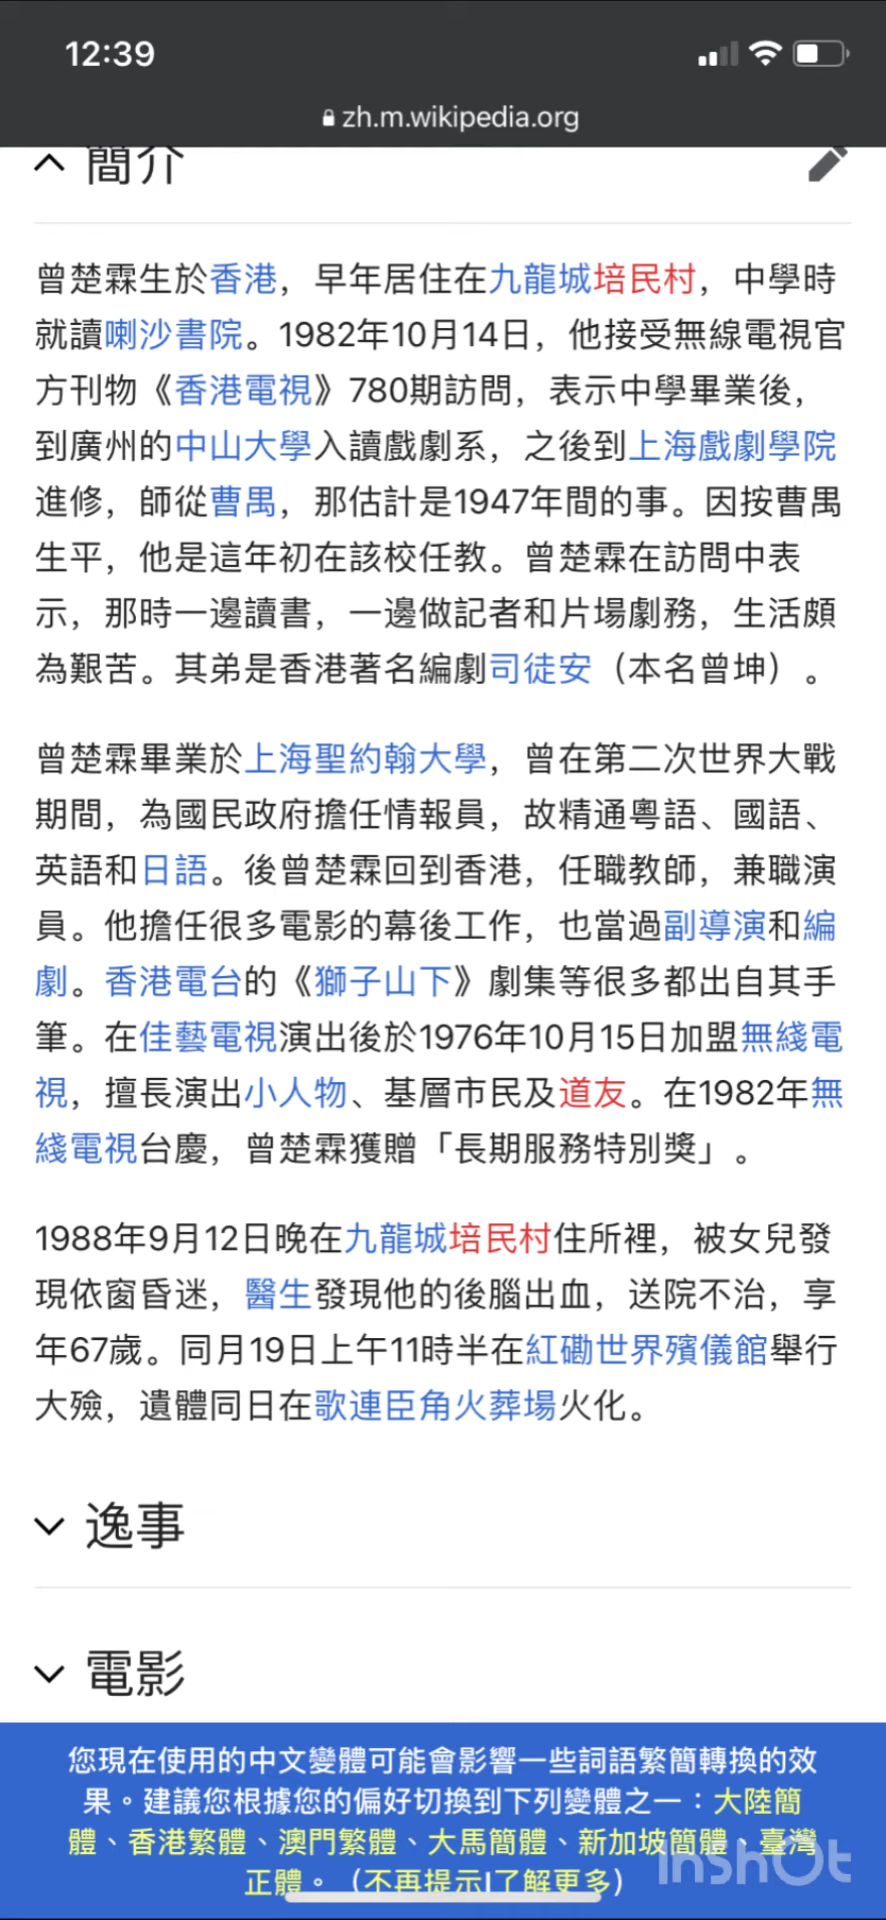 12:39
zh.m.wikipedia.org
簡介
曾楚霖生於香港，早年居住在九龍城培民村，中學時
就讀喇沙書院。1982年10月14日，他接受無線電視官
方刊物《香港電視》780期訪問，表示中學畢業後，
到廣州的中山大學入讀戲劇系，之後到上海戲劇學院
進修，師從曹禺，那估計是1947年間的事。因按曹禺
生平，他是這年初在該校任教。曾楚霖在訪問中表
示，那時一邊讀書，一邊做記者和片場劇務，生活頗
為艱苦。其弟是香港著名編劇司徒安（本名曾坤）。
曾楚霖畢業於上海聖約翰大學，曾在第二次世界大戰
期間，為國民政府擔任情報員，故精通粵語、國語、
英語和日語。後曾楚霖回到香港，任職教師，兼職演
員。他擔任很多電影的幕後工作，也當過副導演和編
劇。香港電台的《獅子山下》劇集等很多都出自其手
筆。在佳藝電視演出後於1976年10月15日加盟無綫電
視，擅長演出小人物、基層市民及道友。在1982年無
綫電視台慶，曾楚霖獲贈「長期服務特別獎」。
1988年9月12日晚在九龍城培民村住所裡，被女兒發
現依窗昏迷，醫生發現他的後腦出血，送院不治，享
年67歲。同月19日上午11時半在紅磡世界殯儀館舉行
大殮，遺體同日在歌連臣角火葬場火化。
逸事
電影
您現在使用的中文變體可能會影響一些詞語繁簡轉換的效
果。建議您根據您的偏好切換到下列變體之一：大陸簡
體、香港繁體、澳門繁體、大馬簡體、新加坡簡體、臺灣
正體。（不再提示|了解更多）
InShOt